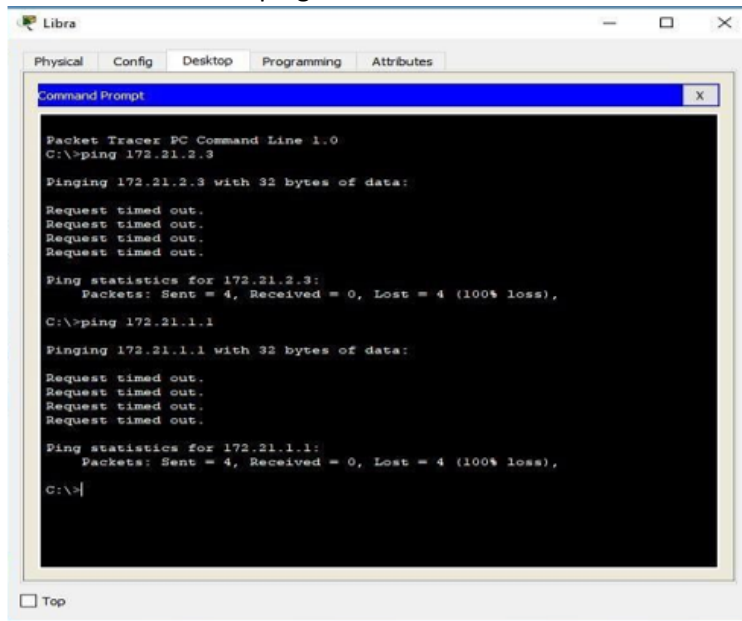 Libra
Physical Config Desktop Programming Attributes
Command Prompt
X
Packet Tracer PC Command Line 1.0
C:\>ping 172.21.2.3
Pinging 172.21.2.3 with 32 bytes of data:
Request timed out.
Request timed out.
Request timed out.
Request timed out.
Ping statistics for 172.21.2.3:
Packets: Sent = 4, Received = 0, Lost = 4 (100% loss),
C:\>ping 172.21.1.1
Pinging 172.21.1.1 with 32 bytes of data:
Request timed out.
Request timed out.
Request timed out.
Request timed out.
Ping statistics for 172.21.1.1:
Packets: Sent = 4, Received = 0, Lost = 4 (100% loss),
C:\>
Top